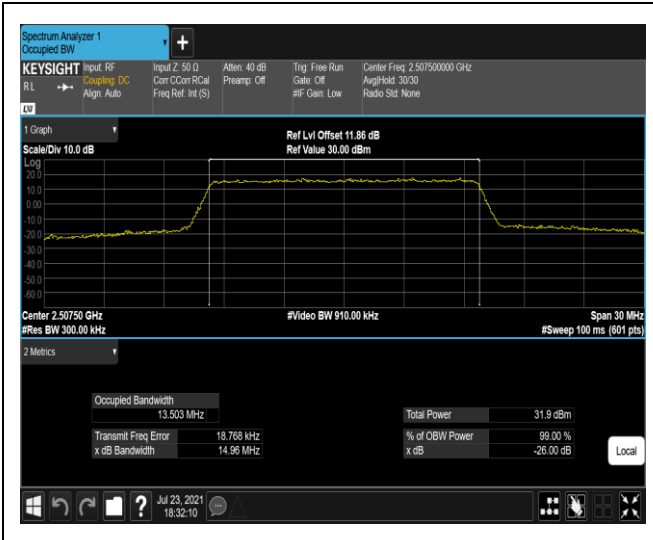 Spectrum Analyzer 1
Occupied BW
+
KEYSIGHT
RL
LXI
Input: RF
Coupling: DC
Align: Auto
Input Z: 50 Ω
Corr CCorr RCal
Freq Ref: Int (S)
Atten: 40 dB
Preamp: Off
Trig: Free Run
Gate: Off
#IF Gain: Low
Center Freq: 2.507500000 GHz
Avg|Hold: 30/30
Radio Std: None
1 Graph
Scale/Div 10.0 dB
Ref Lvl Offset 11.86 dB
Ref Value 30.00 dBm
Log
20.0
10.0
0.00
-10.0
-20.0
-30.0
-40.0
-50.0
-60.0
Center 2.50750 GHz
#Res BW 300.00 kHz
#Video BW 910.00 kHz
Span 30 MHz
#Sweep 100 ms (601 pts)
2 Metrics
Occupied Bandwidth
13.503 MHz
Transmit Freq Error 18.768 kHz
x dB Bandwidth 14.96 MHz
Total Power 31.9 dBm
% of OBW Power 99.00 %
x dB -26.00 dB
Local
?
Jul 23, 2021
18:32:10